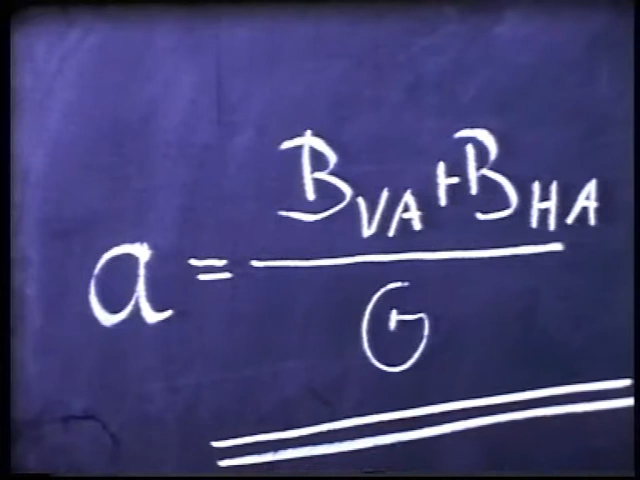 a = B_VA + B_HA
G